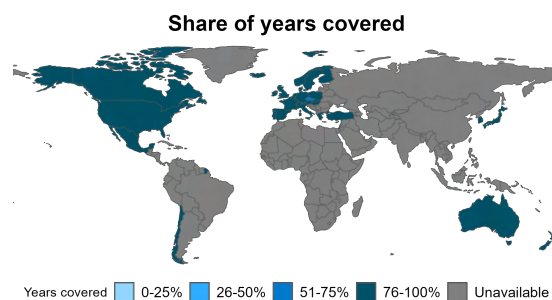 Share of years covered
Years covered 0-25% 26-50% 51-75% 76-100% Unavailable